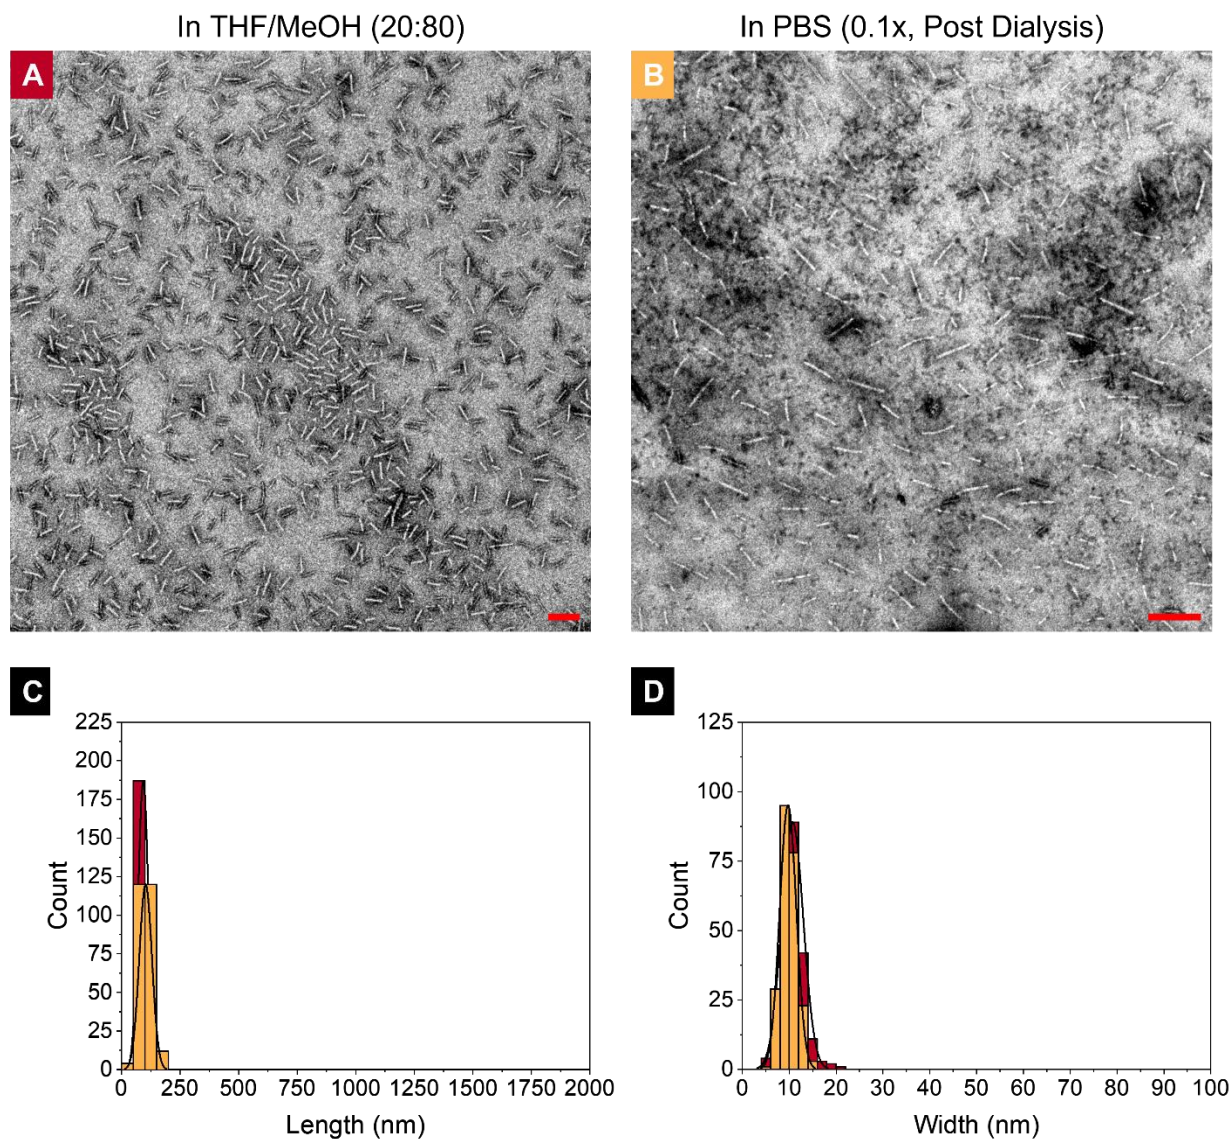 In THF/MeOH (20:80)
In PBS (0.1x, Post Dialysis)
A
B
C
D
225
200
175
150
125
100
75
50
25
0
Count
0 250 500 750 1000 1250 1500 1750 2000
Length (nm)
125
100
75
50
25
0
Count
0 10 20 30 40 50 60 70 80 90 100
Width (nm)